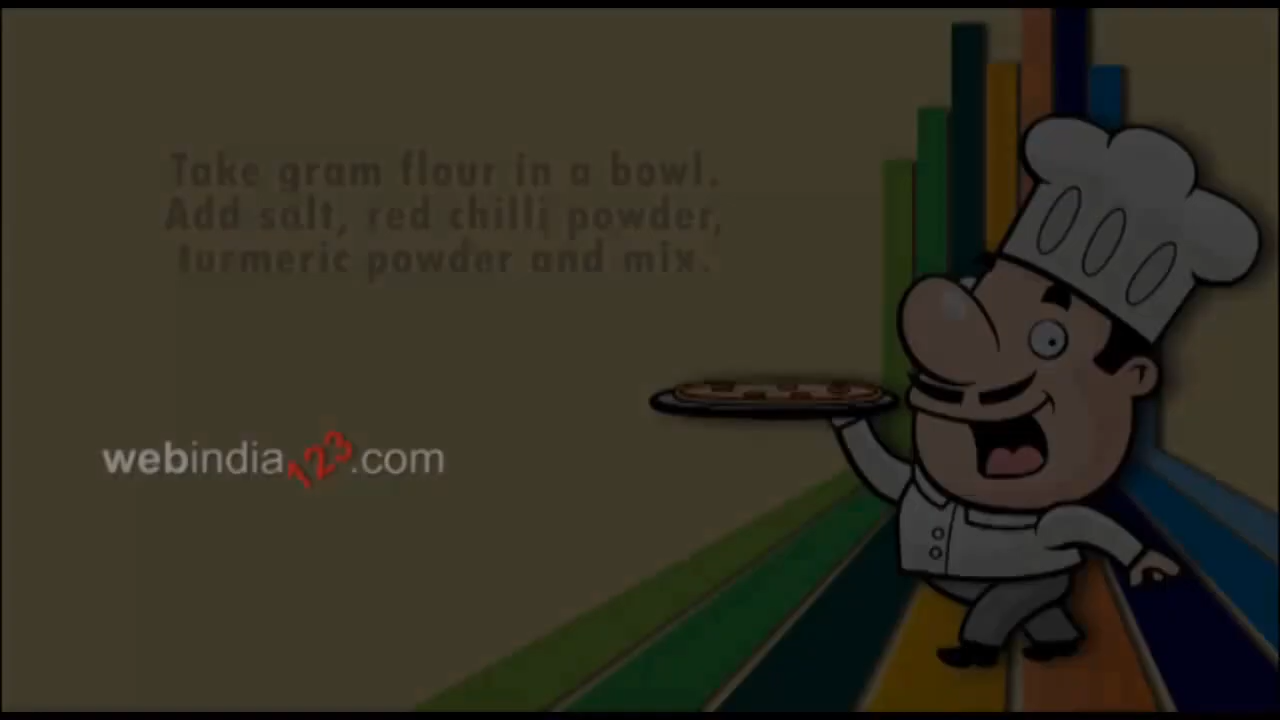 Take gram flour in a bowl.
Add salt, red chilli powder,
turmeric powder and mix.
webindia123.com